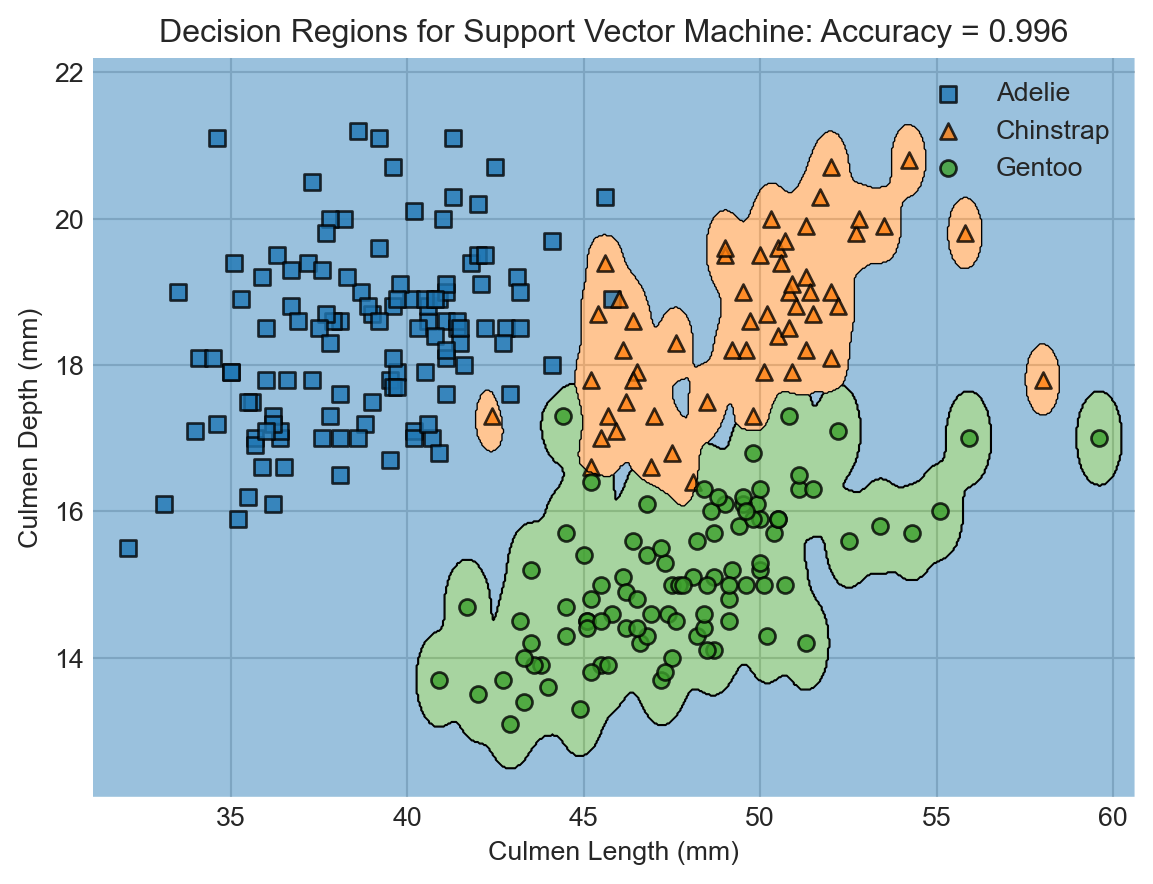 Decision Regions for Support Vector Machine: Accuracy = 0.996
22
20
18
16
14
Culmen Depth (mm)
Adelie
Chinstrap
Gentoo
35 40 45 50 55 60
Culmen Length (mm)